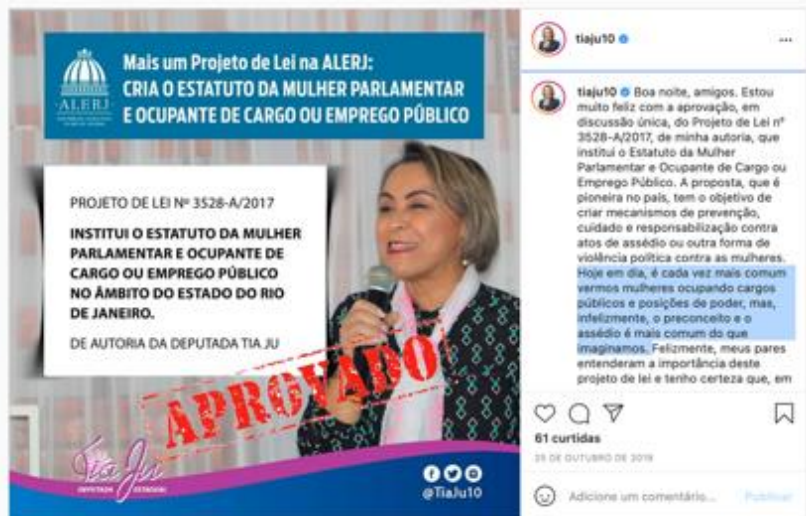 Mais um Projeto de Lei na ALERJ:
CRIA O ESTATUTO DA MULHER PARLAMENTAR
E OCUPANTE DE CARGO OU EMPREGO PÚBLICO
ALERJ
PROJETO DE LEI Nº 3528-A/2017
INSTITUI O ESTATUTO DA MULHER
PARLAMENTAR E OCUPANTE DE
CARGO OU EMPREGO PÚBLICO
NO ÂMBITO DO ESTADO DO RIO
DE JANEIRO.
DE AUTORIA DA DEPUTADA TIA JU
APROVADO
Tia Ju
DEPUTADA ESTADUAL
@TiaJu10
tiaju10
tiaju10 Boa noite, amigos. Estou
muito feliz com a aprovação, em
discussão única, do Projeto de Lei nº
3528-A/2017, de minha autoria, que
institui o Estatuto da Mulher
Parlamentar e Ocupante de Cargo ou
Emprego Público. A proposta, que é
pioneira no país, tem o objetivo de
criar mecanismos de prevenção,
cuidado e responsabilização contra
atos de assédio ou outra forma de
violência política contra as mulheres.
Hoje em dia, é cada vez mais comum
vermos mulheres ocupando cargos
públicos e posições de poder, mas,
infelizmente, o preconceito e o
assédio é mais comum do que
imaginamos. Felizmente, meus pares
entenderam a importância deste
projeto de lei e tenho certeza que, em
61 curtidas
25 DE OUTUBRO DE 2019
Adicione um comentário... Publicar